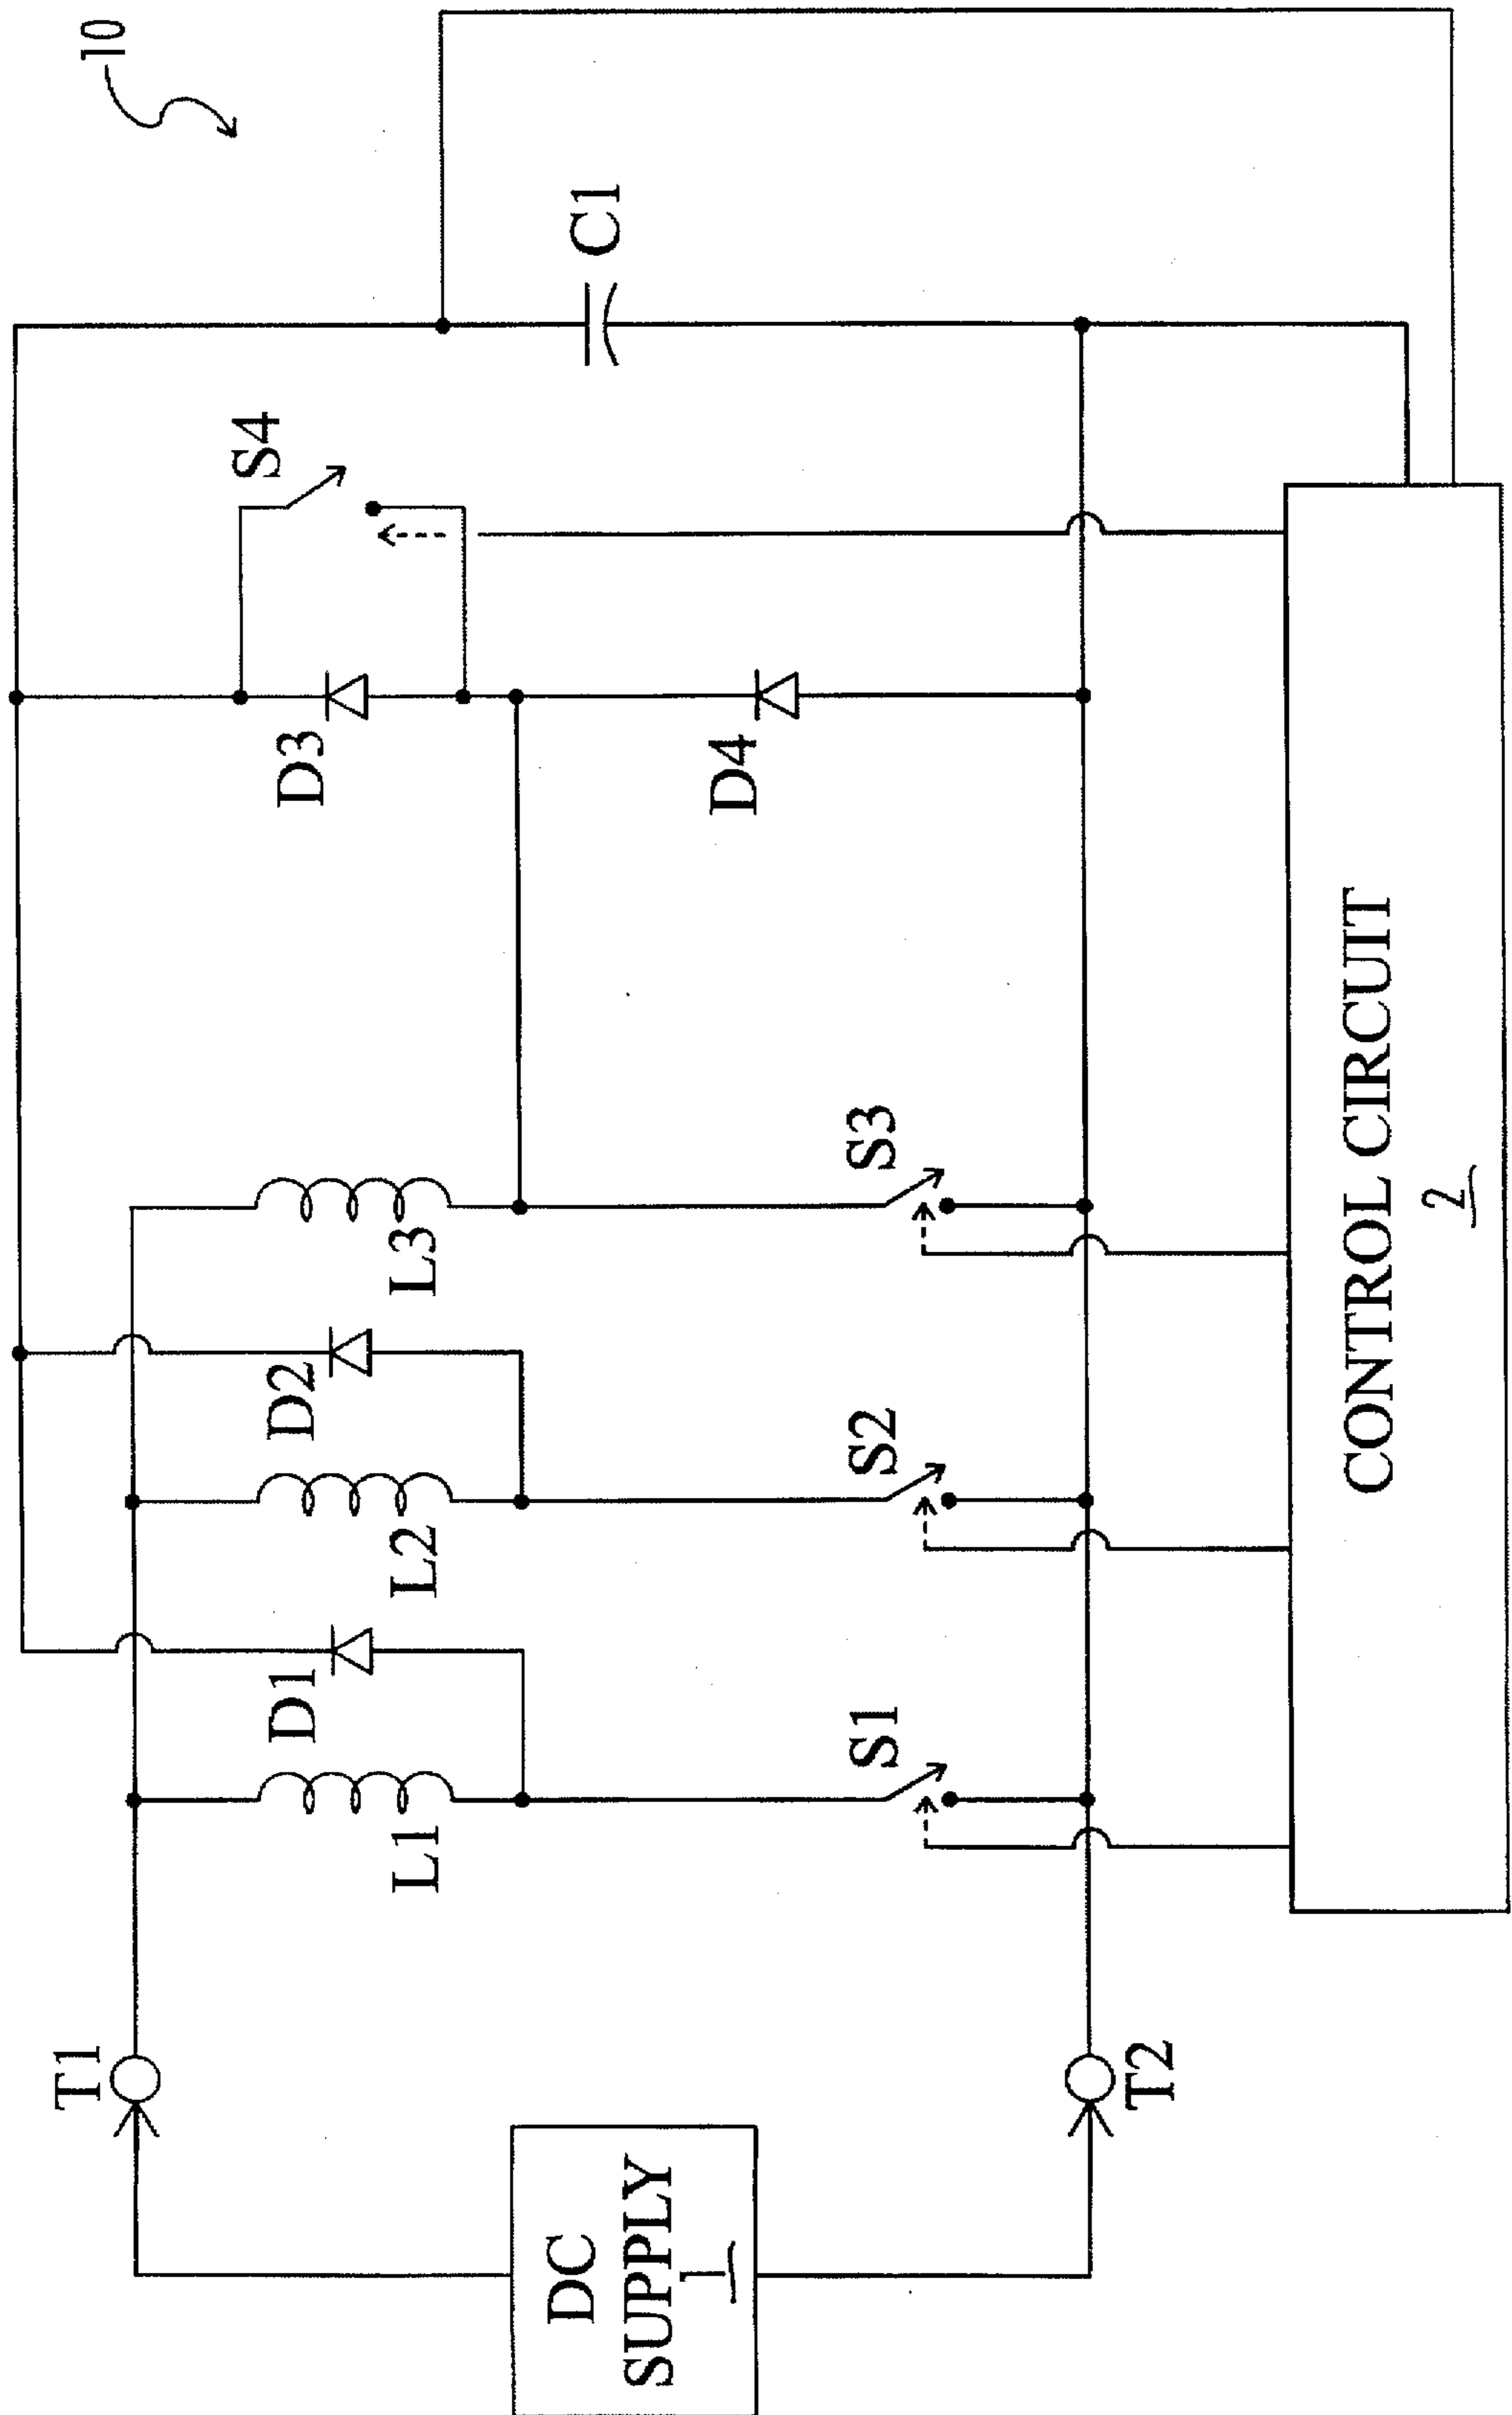 10
T1
L1
D1
L2
D2
L3
D3
S4
C1
D4
DC
SUPPLY
1
S1
S2
S3
T2
CONTROL CIRCUIT
2